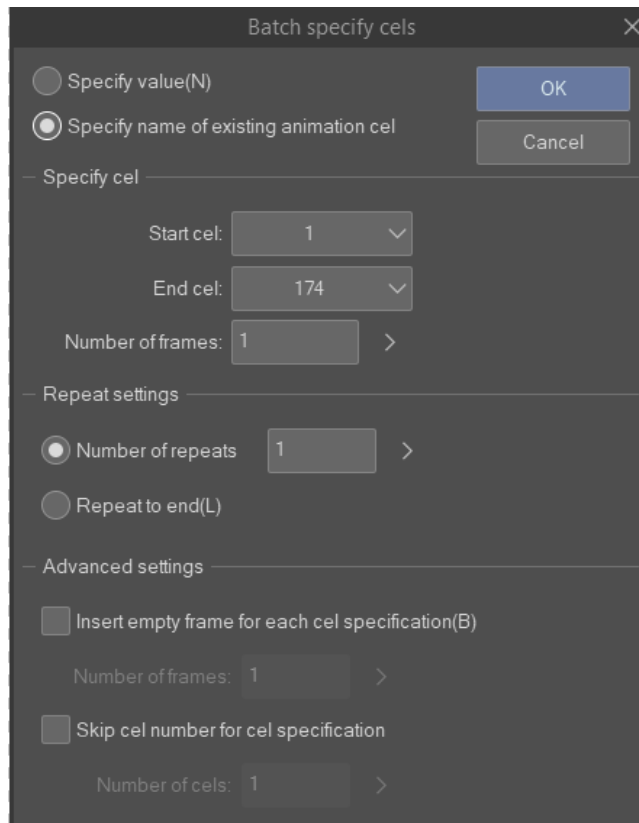 Batch specify cels
Specify value(N)
OK
Specify name of existing animation cel
Cancel
Specify cel
Start cel: 1
End cel: 174
Number of frames: 1
Repeat settings
Number of repeats 1
Repeat to end(L)
Advanced settings
Insert empty frame for each cel specification(B)
Number of frames: 1
Skip cel number for cel specification
Number of cels: 1